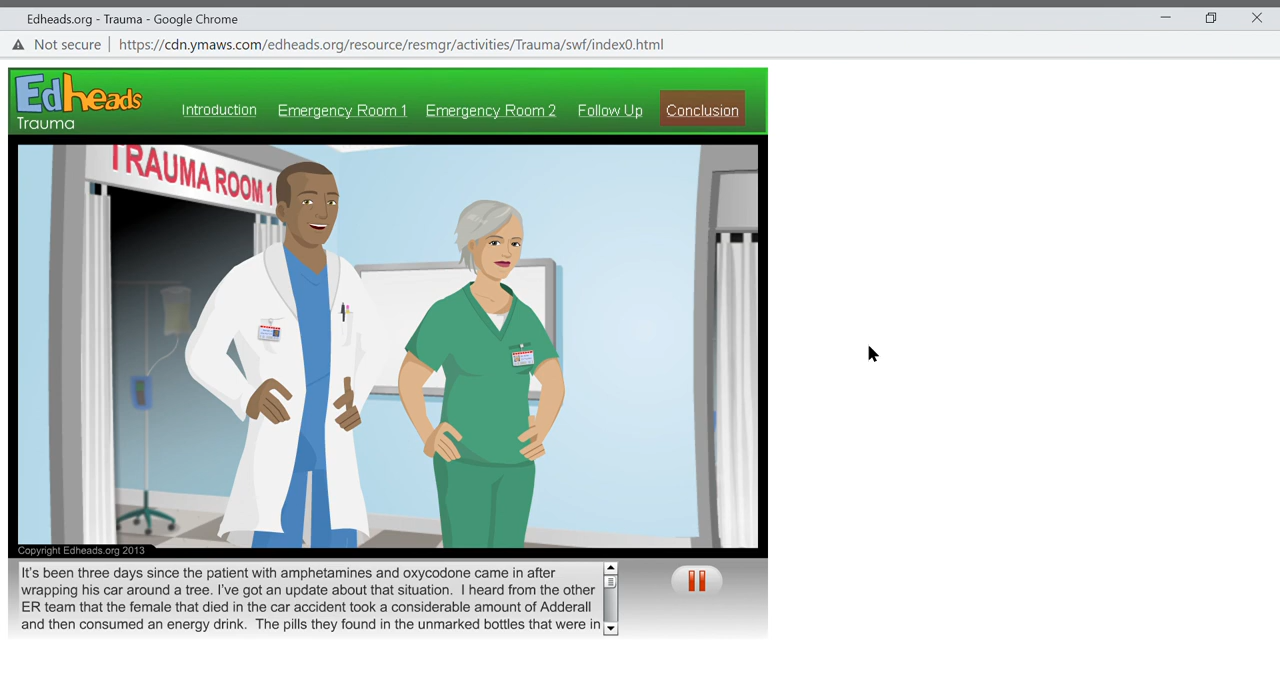 Edheads.org - Trauma - Google Chrome
Not secure | https://cdn.ymaws.com/edheads.org/resource/resmgr/activities/Trauma/swf/index0.html
Edheads
Trauma
Introduction Emergency Room 1 Emergency Room 2 Follow Up Conclusion
TRAUMA ROOM 1
Copyright Edheads.org 2013
It's been three days since the patient with amphetamines and oxycodone came in after
wrapping his car around a tree. I've got an update about that situation. I heard from the other
ER team that the female that died in the car accident took a considerable amount of Adderall
and then consumed an energy drink. The pills they found in the unmarked bottles that were in